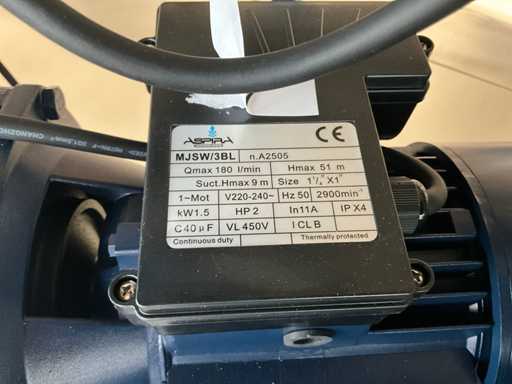 ASPIRA
CE
MJSW/3BL n.A2505
Qmax 180 l/min Hmax 51 m
Suct.Hmax 9 m Size 1¼"X1"
1~Mot V220-240~ Hz 50 2900min⁻¹
kW1.5 HP 2 In11A IP X4
C40µF VL 450V I CL B
Continuous duty Thermally protected